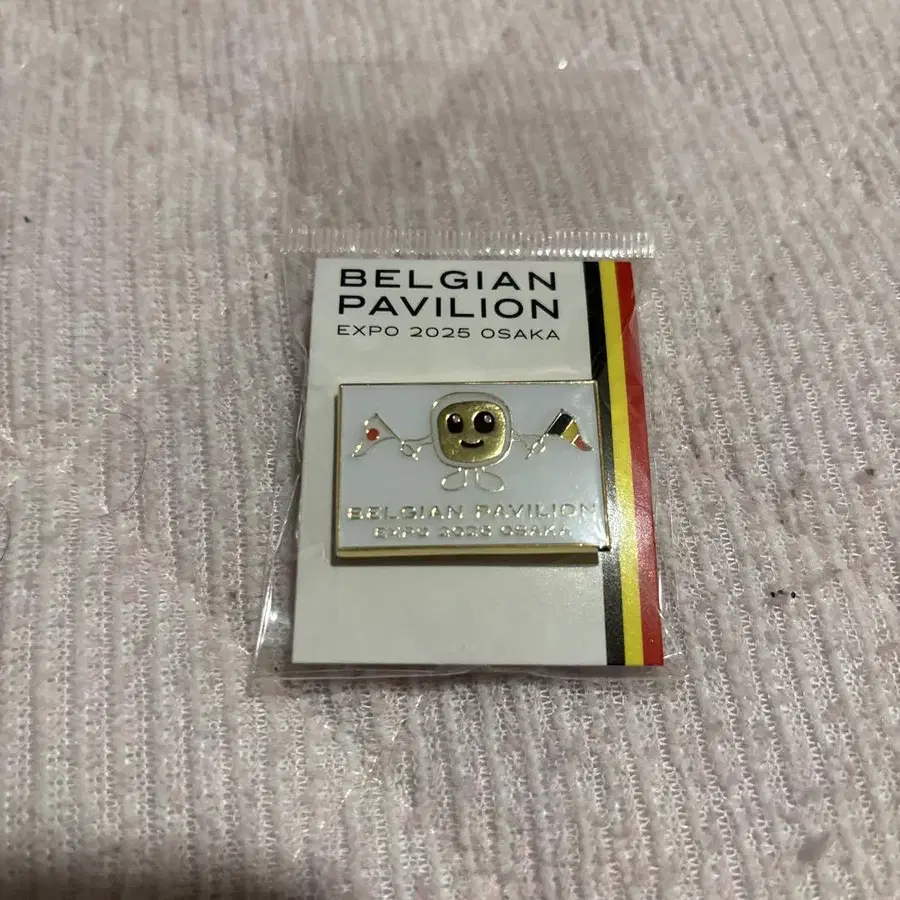 BELGIAN
PAVILION
EXPO 2025 OSAKA
BELGIAN PAVILION
EXPO 2025 OSAKA